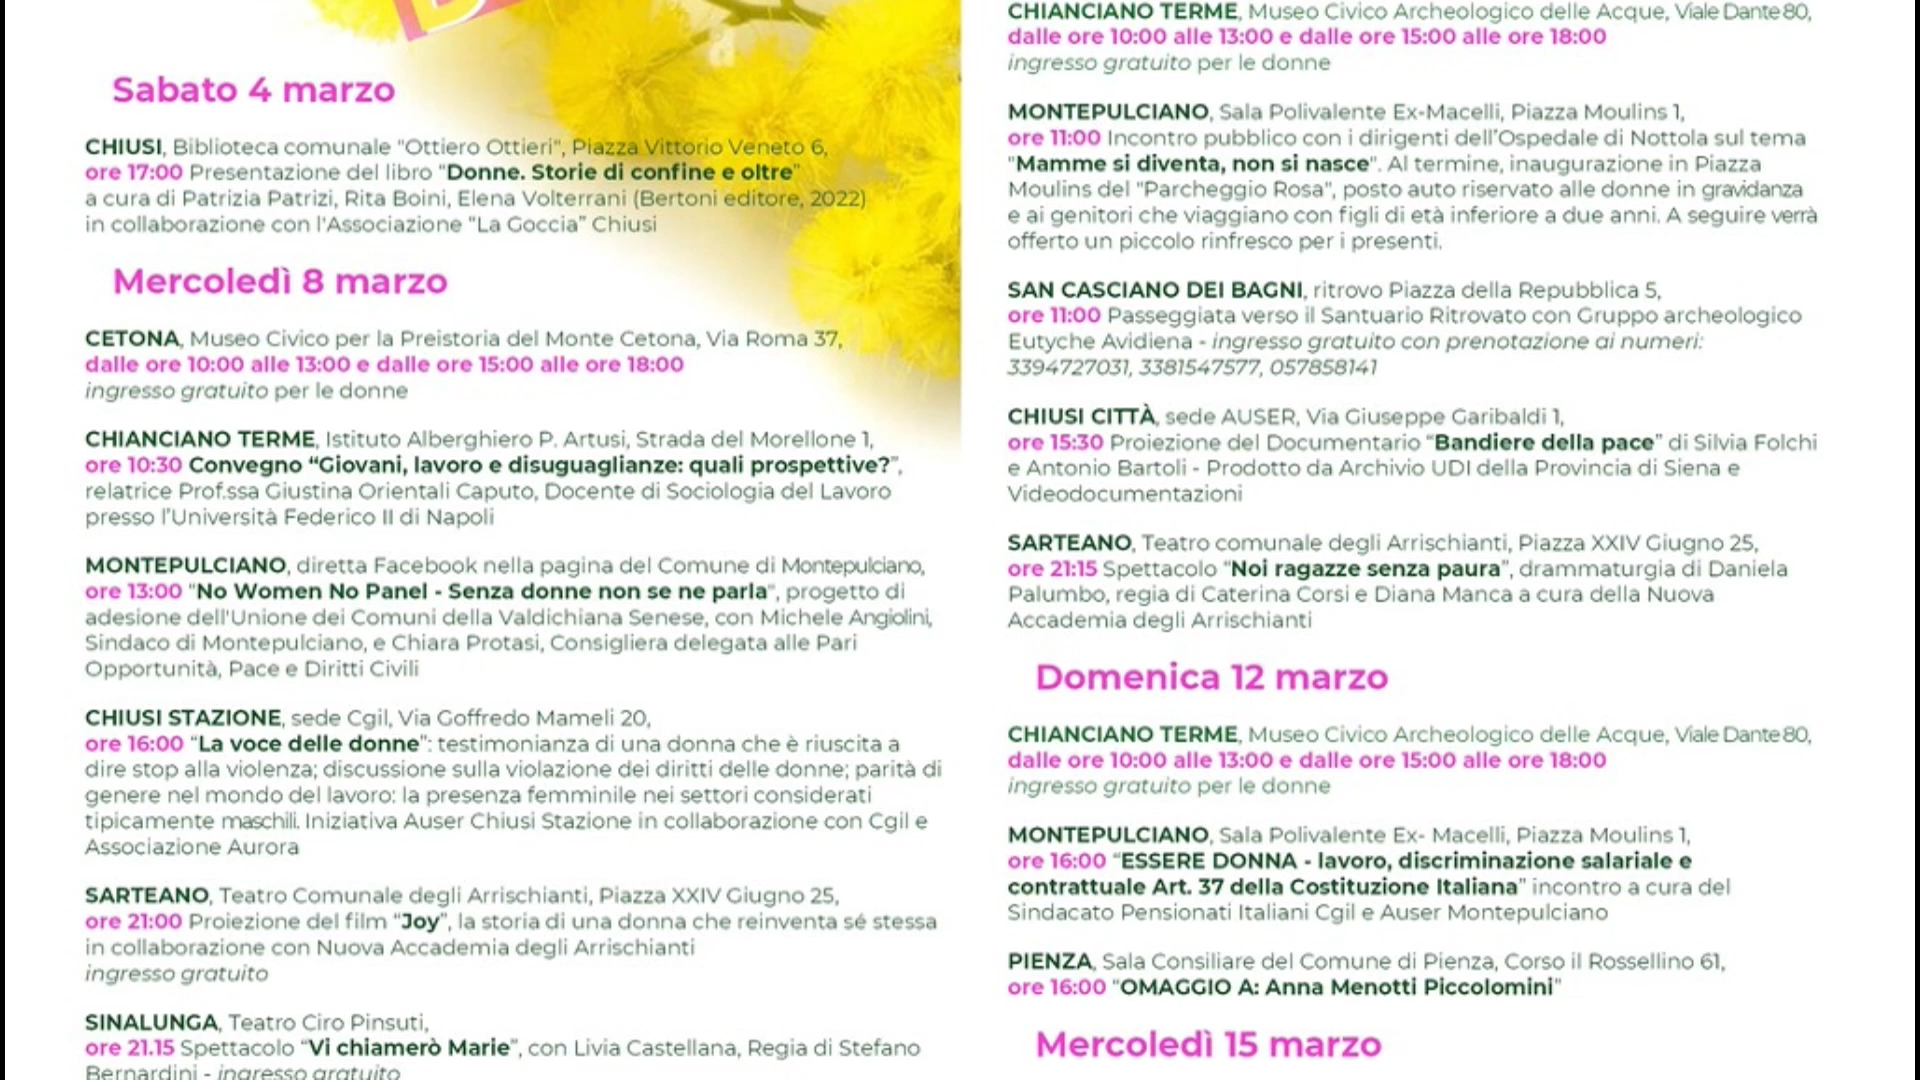 Sabato 4 marzo
CHIUSI, Biblioteca comunale "Ottiero Ottieri", Piazza Vittorio Veneto 6,
ore 17:00 Presentazione del libro "Donne. Storie di confine e oltre"
a cura di Patrizia Patrizi, Rita Boini, Elena Volterrani (Bertoni editore, 2022)
in collaborazione con l'Associazione “La Goccia” Chiusi
Mercoledì 8 marzo
CETONA, Museo Civico per la Preistoria del Monte Cetona, Via Roma 37,
dalle ore 10:00 alle 13:00 e dalle ore 15:00 alle ore 18:00
ingresso gratuito per le donne
CHIANCIANO TERME, Istituto Alberghiero P. Artusi, Strada del Morellone 1,
ore 10:30 Convegno “Giovani, lavoro e disuguaglianze: quali prospettive?”,
relatrice Prof.ssa Giustina Orientali Caputo, Docente di Sociologia del Lavoro
presso l’Università Federico II di Napoli
MONTEPULCIANO, diretta Facebook nella pagina del Comune di Montepulciano,
ore 13:00 "No Women No Panel - Senza donne non se ne parla", progetto di
adesione dell'Unione dei Comuni della Valdichiana Senese, con Michele Angiolini,
Sindaco di Montepulciano, e Chiara Protasi, Consigliera delegata alle Pari
Opportunità, Pace e Diritti Civili
CHIUSI STAZIONE, sede Cgil, Via Goffredo Mameli 20,
ore 16:00 “La voce delle donne”: testimonianza di una donna che è riuscita a
dire stop alla violenza; discussione sulla violazione dei diritti delle donne; parità di
genere nel mondo del lavoro: la presenza femminile nei settori considerati
tipicamente maschili. Iniziativa Auser Chiusi Stazione in collaborazione con Cgil e
Associazione Aurora
SARTEANO, Teatro Comunale degli Arrischianti, Piazza XXIV Giugno 25,
ore 21:00 Proiezione del film “Joy”, la storia di una donna che reinventa sé stessa
in collaborazione con Nuova Accademia degli Arrischianti
ingresso gratuito
SINALUNGA, Teatro Ciro Pinsuti,
ore 21.15 Spettacolo “Vi chiamerò Marie”, con Livia Castellana, Regia di Stefano
Bernardini - ingresso gratuito
CHIANCIANO TERME, Museo Civico Archeologico delle Acque, Viale Dante 80,
dalle ore 10:00 alle 13:00 e dalle ore 15:00 alle ore 18:00
ingresso gratuito per le donne
MONTEPULCIANO, Sala Polivalente Ex-Macelli, Piazza Moulins 1,
ore 11:00 Incontro pubblico con i dirigenti dell’Ospedale di Nottola sul tema
"Mamme si diventa, non si nasce". Al termine, inaugurazione in Piazza
Moulins del "Parcheggio Rosa", posto auto riservato alle donne in gravidanza
e ai genitori che viaggiano con figli di età inferiore a due anni. A seguire verrà
offerto un piccolo rinfresco per i presenti.
SAN CASCIANO DEI BAGNI, ritrovo Piazza della Repubblica 5,
ore 11:00 Passeggiata verso il Santuario Ritrovato con Gruppo archeologico
Eutyche Avidiena - ingresso gratuito con prenotazione ai numeri:
3394727031, 3381547577, 057858141
CHIUSI CITTÀ, sede AUSER, Via Giuseppe Garibaldi 1,
ore 15:30 Proiezione del Documentario “Bandiere della pace” di Silvia Folchi
e Antonio Bartoli - Prodotto da Archivio UDI della Provincia di Siena e
Videodocumentazioni
SARTEANO, Teatro comunale degli Arrischianti, Piazza XXIV Giugno 25,
ore 21:15 Spettacolo “Noi ragazze senza paura”, drammaturgia di Daniela
Palumbo, regia di Caterina Corsi e Diana Manca a cura della Nuova
Accademia degli Arrischianti
Domenica 12 marzo
CHIANCIANO TERME, Museo Civico Archeologico delle Acque, Viale Dante 80,
dalle ore 10:00 alle 13:00 e dalle ore 15:00 alle ore 18:00
ingresso gratuito per le donne
MONTEPULCIANO, Sala Polivalente Ex- Macelli, Piazza Moulins 1,
ore 16:00 “ESSERE DONNA - lavoro, discriminazione salariale e
contrattuale Art. 37 della Costituzione Italiana” incontro a cura del
Sindacato Pensionati Italiani Cgil e Auser Montepulciano
PIENZA, Sala Consiliare del Comune di Pienza, Corso il Rossellino 61,
ore 16:00 "OMAGGIO A: Anna Menotti Piccolomini"
Mercoledì 15 marzo